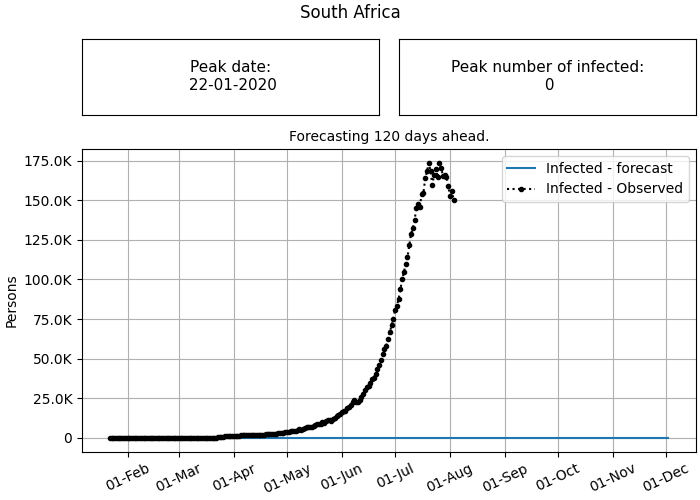 South Africa
Peak date:
22-01-2020
Peak number of infected:
0
Forecasting 120 days ahead.
Infected - forecast
Infected - Observed
Persons
175.0K
150.0K
125.0K
100.0K
75.0K
50.0K
25.0K
0
01-Feb
01-Mar
01-Apr
01-May
01-Jun
01-Jul
01-Aug
01-Sep
01-Oct
01-Nov
01-Dec